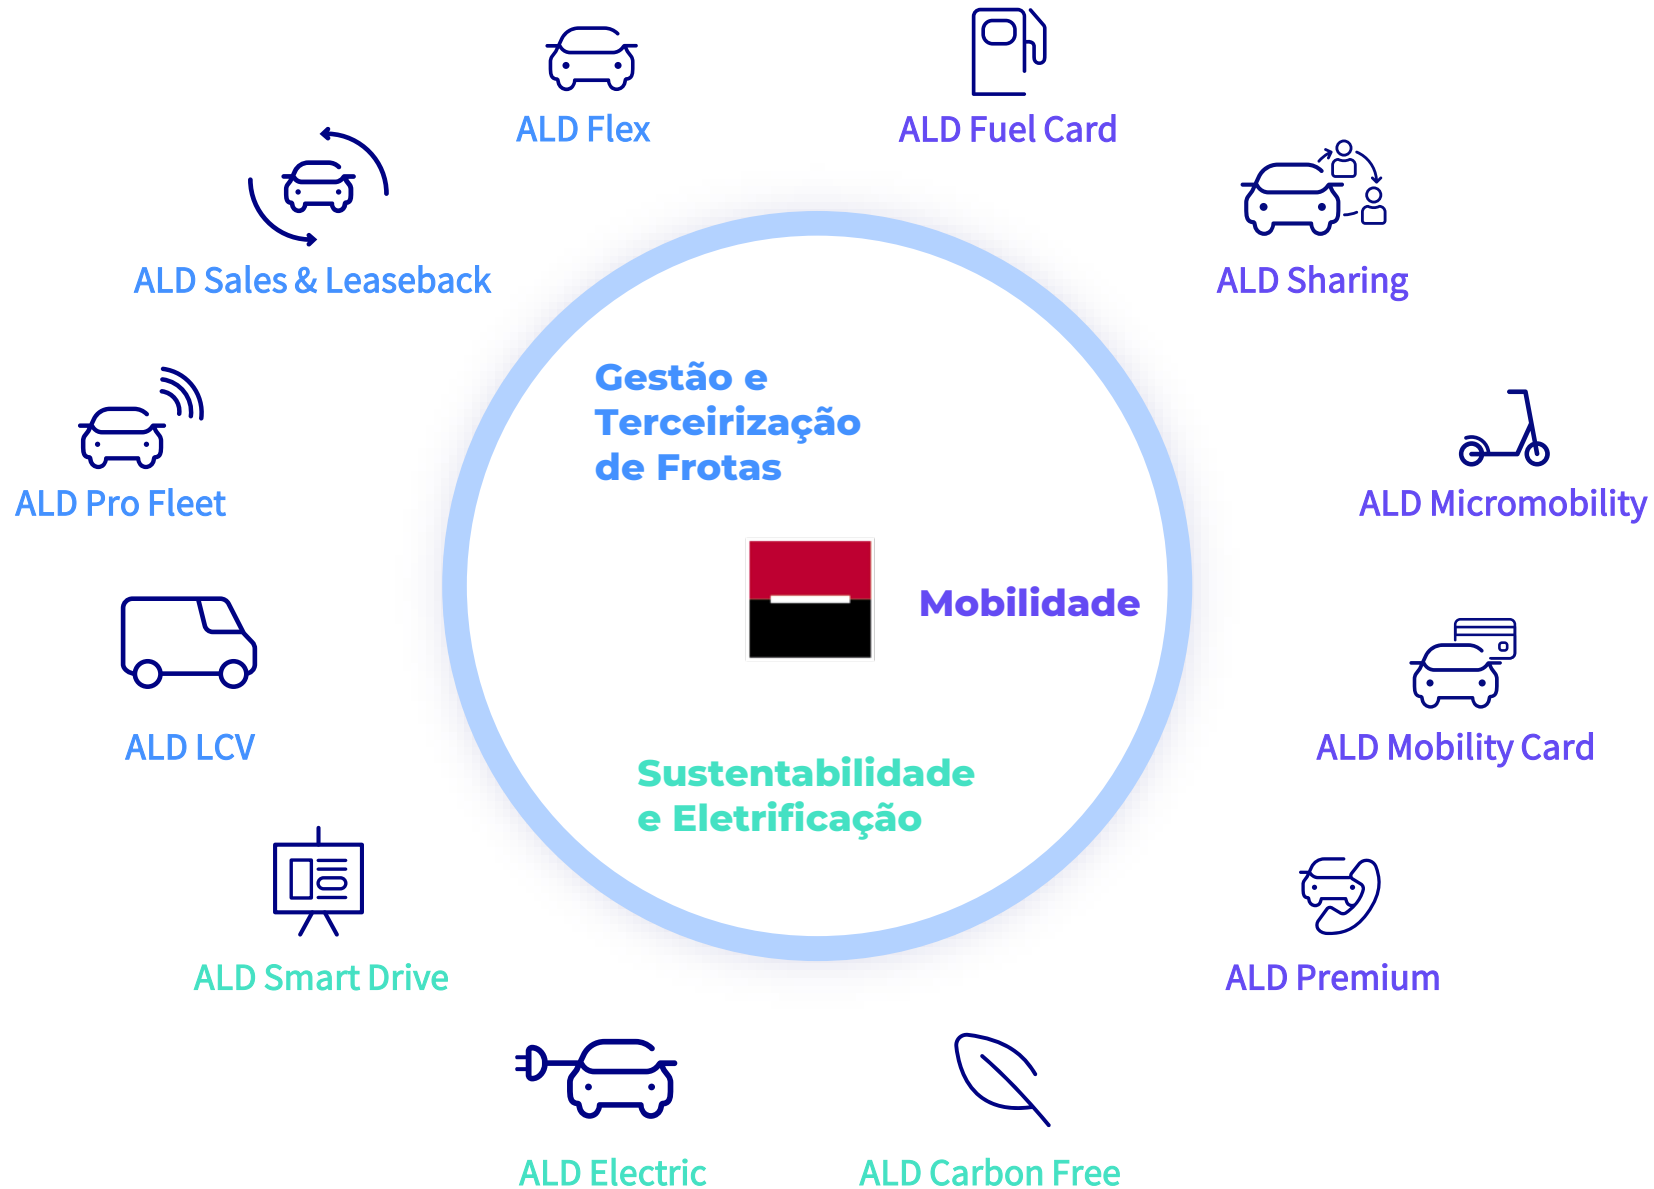 ALD Flex
ALD Fuel Card
ALD Sales & Leaseback
ALD Sharing
Gestão e
Terceirização
de Frotas
ALD Pro Fleet
ALD Micromobility
Mobilidade
ALD LCV
ALD Mobility Card
Sustentabilidade
e Eletrificação
ALD Smart Drive
ALD Premium
ALD Electric
ALD Carbon Free